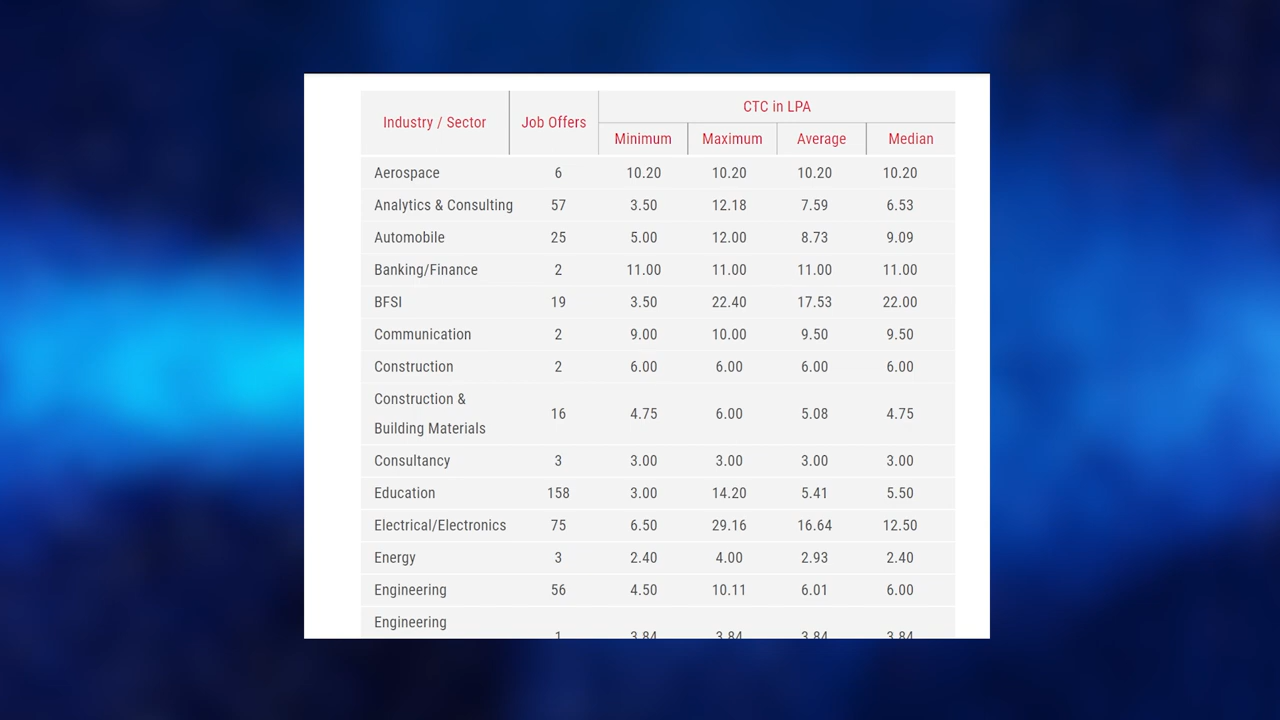 Industry / Sector Job Offers CTC in LPA
Minimum Maximum Average Median
Aerospace 6 10.20 10.20 10.20 10.20
Analytics & Consulting 57 3.50 12.18 7.59 6.53
Automobile 25 5.00 12.00 8.73 9.09
Banking/Finance 2 11.00 11.00 11.00 11.00
BFSI 19 3.50 22.40 17.53 22.00
Communication 2 9.00 10.00 9.50 9.50
Construction 2 6.00 6.00 6.00 6.00
Construction &
Building Materials 16 4.75 6.00 5.08 4.75
Consultancy 3 3.00 3.00 3.00 3.00
Education 158 3.00 14.20 5.41 5.50
Electrical/Electronics 75 6.50 29.16 16.64 12.50
Energy 3 2.40 4.00 2.93 2.40
Engineering 56 4.50 10.11 6.01 6.00
Engineering
1 3.84 3.84 3.84 3.84